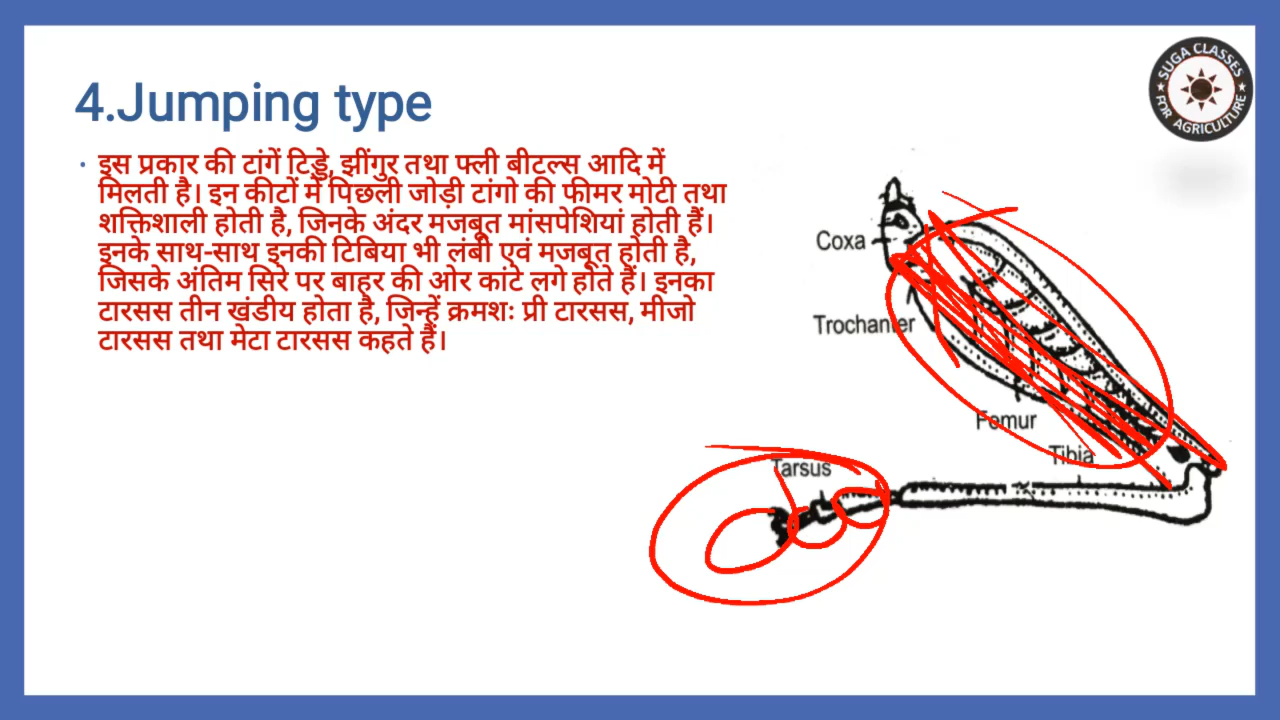 4.Jumping type
• इस प्रकार की टांगें टिड्डे, झींगुर तथा फ्ली बीटल्स आदि में
मिलती है। इन कीटों में पिछली जोड़ी टांगो की फीमर मोटी तथा
शक्तिशाली होती है, जिनके अंदर मजबूत मांसपेशियां होती हैं।
इनके साथ-साथ इनकी टिबिया भी लंबी एवं मजबूत होती है,
जिसके अंतिम सिरे पर बाहर की ओर कांटे लगे होते हैं। इनका
टारसस तीन खंडीय होता है, जिन्हें क्रमशः प्री टारसस, मीजो
टारसस तथा मेटा टारसस कहते हैं।
SUGA CLASSES
FOR AGRICULTURE
Coxa
Trochanter
Femur
Tibia
Tarsus